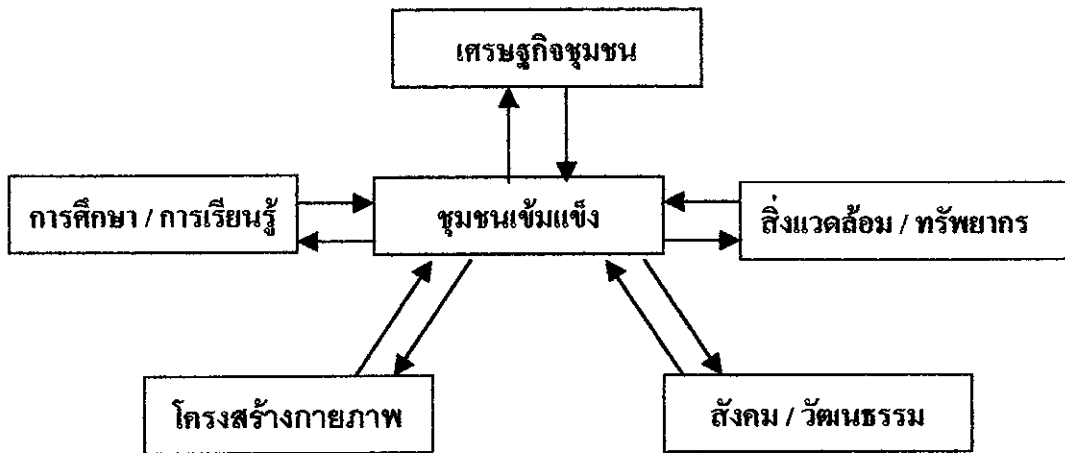 เศรษฐกิจชุมชน
การศึกษา / การเรียนรู้
ชุมชนเข้มแข็ง
สิ่งแวดล้อม / ทรัพยากร
โครงสร้างกายภาพ
สังคม / วัฒนธรรม